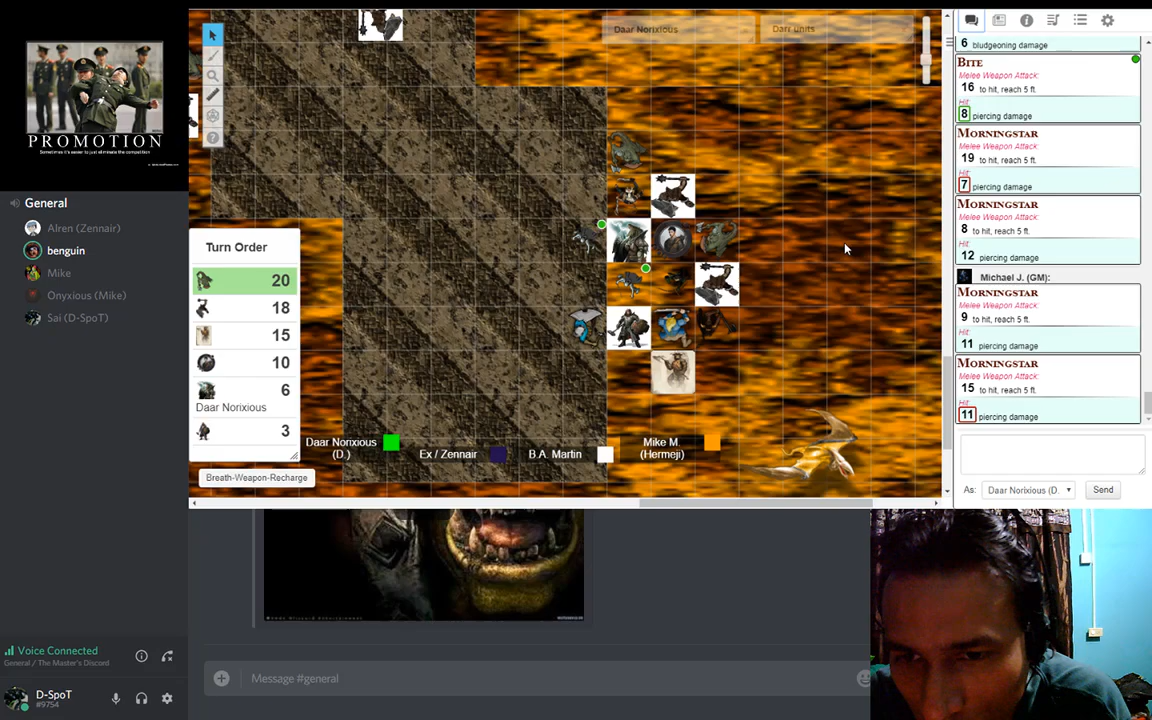 PROMOTION
Sometimes it's easier to just eliminate the competition
General
Alren (Zennair)
benguin
Mike
Onyxious (Mike)
Sai (D-SpoT)
Voice Connected
General / The Master's Discord
D-SpoT
#9754
Daar Norixious
Darr units
Turn Order
20
18
15
10
6
Daar Norixious
3
Breath-Weapon-Recharge
Daar Norixious
(D.)
Ex / Zennair
B.A. Martin
Mike M.
(Hermeji)
6 bludgeoning damage
BITE
Melee Weapon Attack:
16 to hit, reach 5 ft.
Hit:
8 piercing damage
MORNINGSTAR
Melee Weapon Attack:
19 to hit, reach 5 ft.
Hit:
7 piercing damage
MORNINGSTAR
Melee Weapon Attack:
8 to hit, reach 5 ft.
Hit:
12 piercing damage
Michael J. (GM):
MORNINGSTAR
Melee Weapon Attack:
9 to hit, reach 5 ft.
Hit:
11 piercing damage
MORNINGSTAR
Melee Weapon Attack:
15 to hit, reach 5 ft.
Hit:
11 piercing damage
As: Daar Norixious (D. Send
Message #general